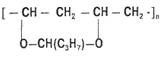 [ — CH — CH₂ — CH — CH₂ -]ₙ
O—CH(C₃H₇)—O